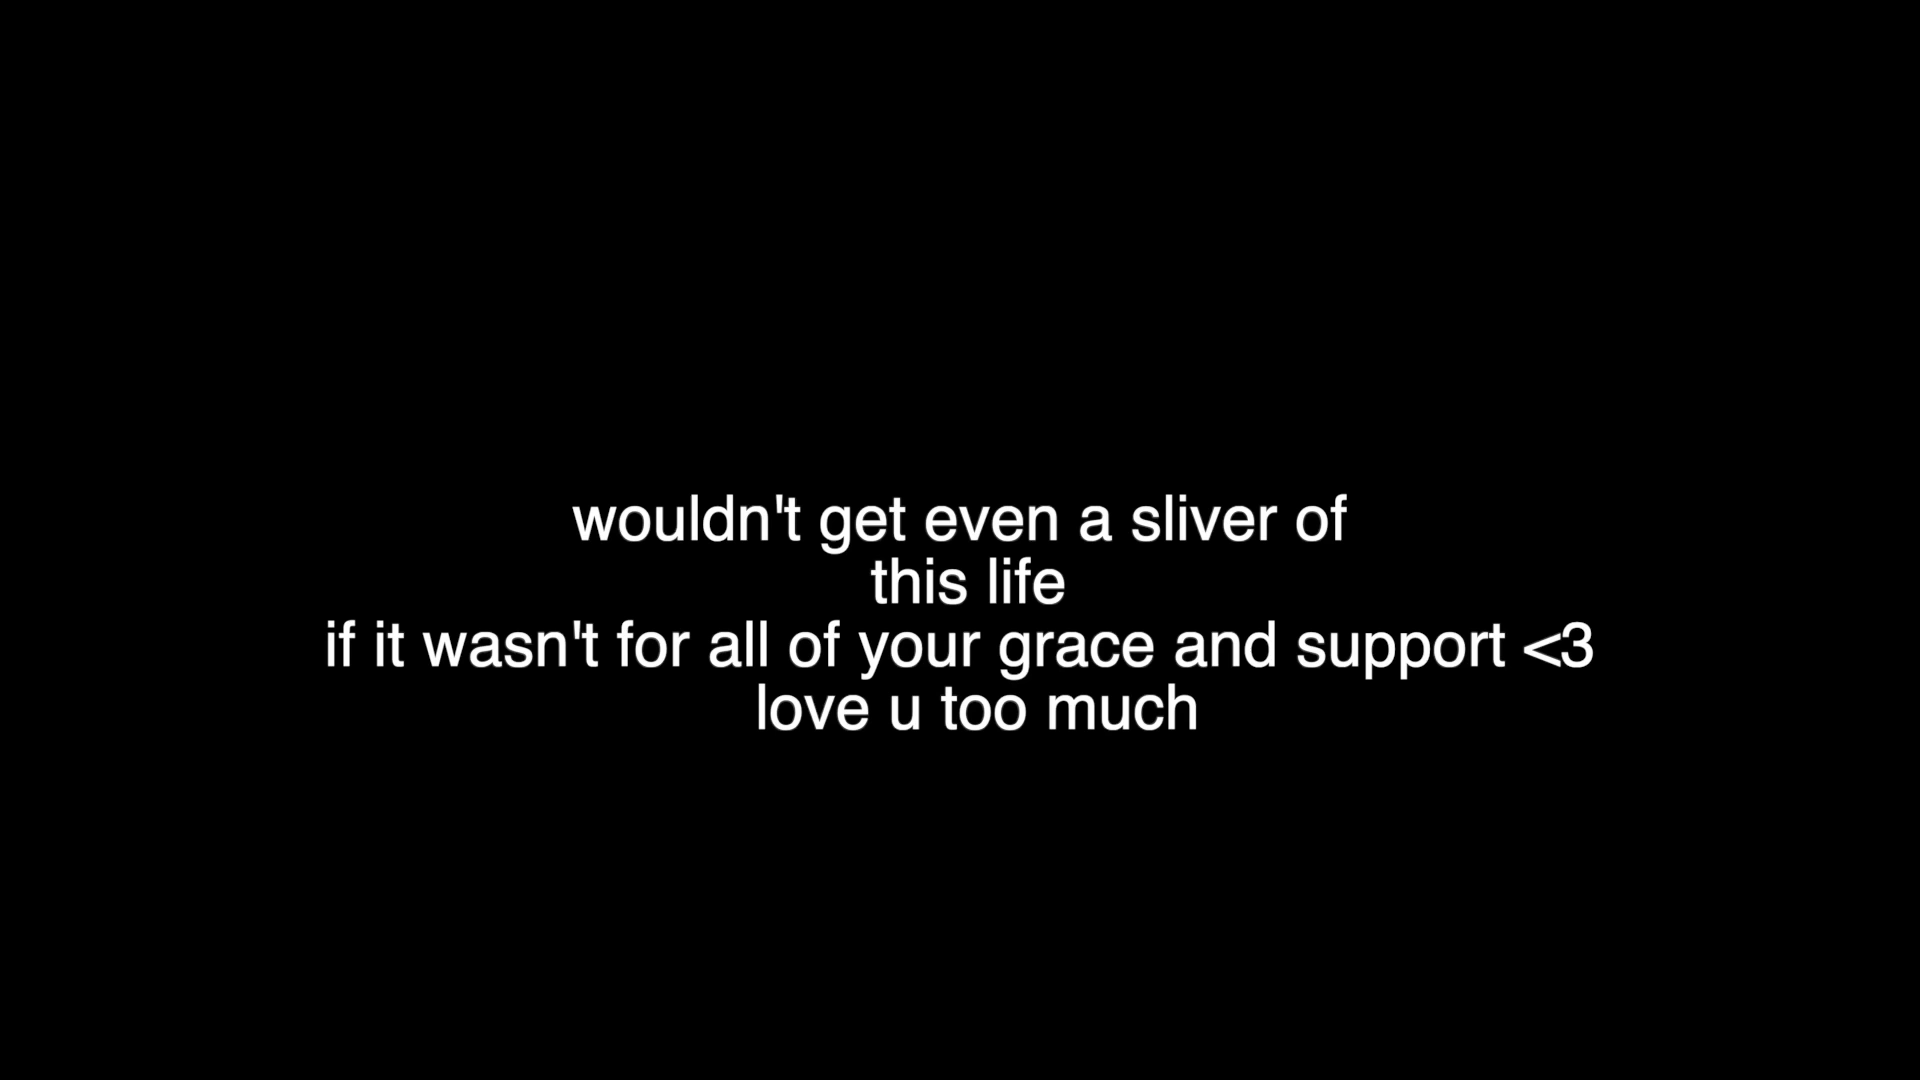 wouldn't get even a sliver of
this life
if it wasn't for all of your grace and support <3
love u too much